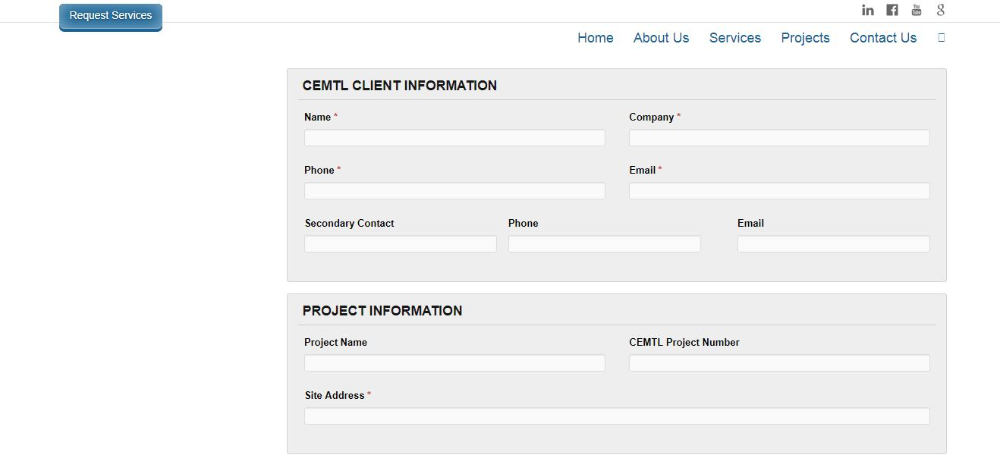 Request Services
Home About Us Services Projects Contact Us
CEMTL CLIENT INFORMATION
Name * Company *
Phone * Email *
Secondary Contact Phone Email
PROJECT INFORMATION
Project Name CEMTL Project Number
Site Address *